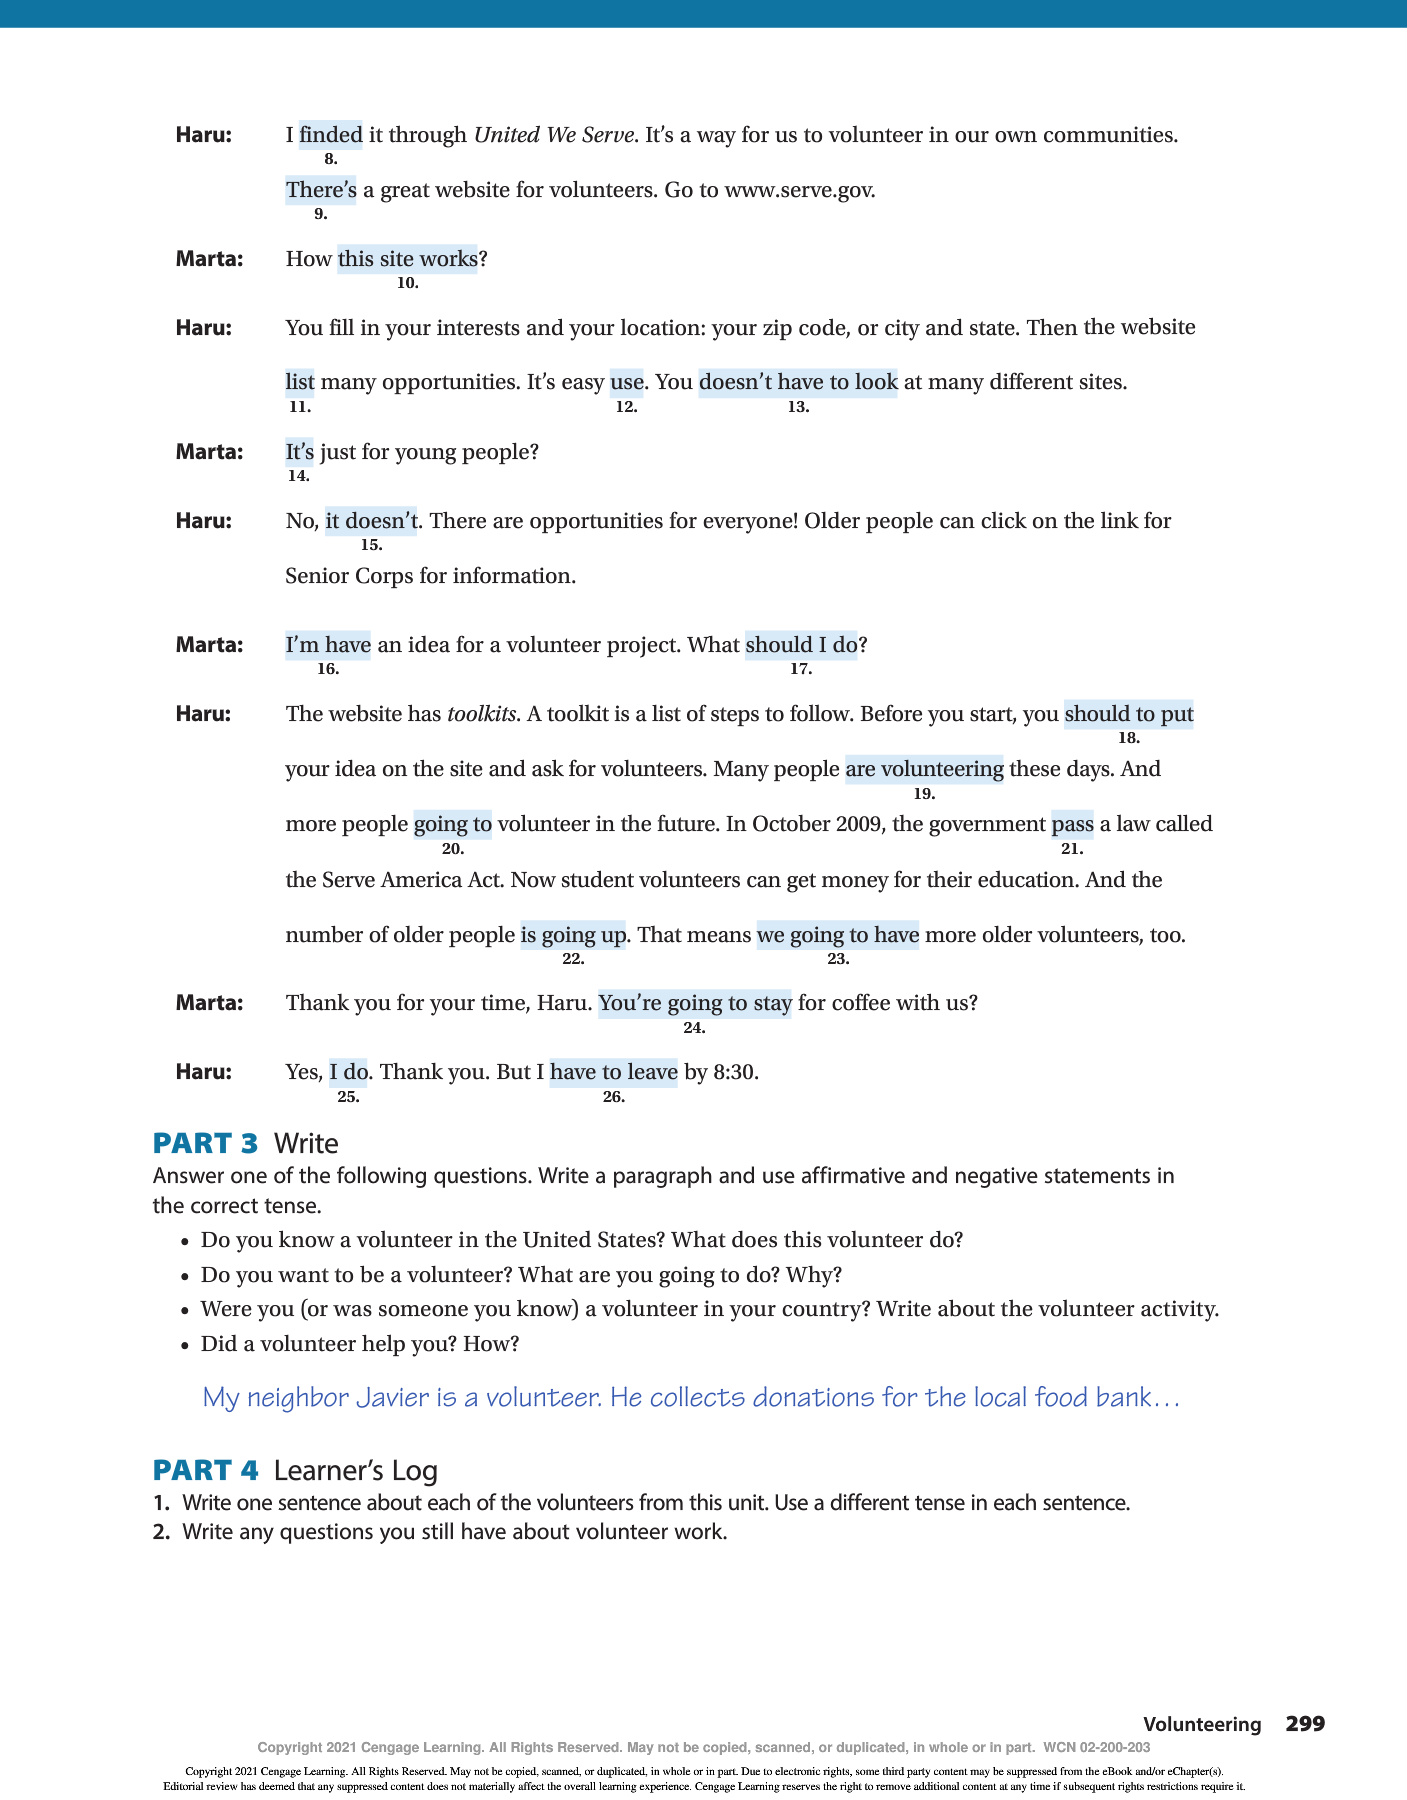 Haru: I finded it through United We Serve. It’s a way for us to volunteer in our own communities.
8.
There’s a great website for volunteers. Go to www.serve.gov.
9.
Marta: How this site works?
10.
Haru: You fill in your interests and your location: your zip code, or city and state. Then the website
list many opportunities. It’s easy use. You doesn’t have to look at many different sites.
11. 12. 13.
Marta: It’s just for young people?
14.
Haru: No, it doesn’t. There are opportunities for everyone! Older people can click on the link for
15.
Senior Corps for information.
Marta: I’m have an idea for a volunteer project. What should I do?
16. 17.
Haru: The website has toolkits. A toolkit is a list of steps to follow. Before you start, you should to put
18.
your idea on the site and ask for volunteers. Many people are volunteering these days. And
19.
more people going to volunteer in the future. In October 2009, the government pass a law called
20. 21.
the Serve America Act. Now student volunteers can get money for their education. And the
number of older people is going up. That means we going to have more older volunteers, too.
22. 23.
Marta: Thank you for your time, Haru. You’re going to stay for coffee with us?
24.
Haru: Yes, I do. Thank you. But I have to leave by 8:30.
25. 26.
PART 3 Write
Answer one of the following questions. Write a paragraph and use affirmative and negative statements in
the correct tense.
• Do you know a volunteer in the United States? What does this volunteer do?
• Do you want to be a volunteer? What are you going to do? Why?
• Were you (or was someone you know) a volunteer in your country? Write about the volunteer activity.
• Did a volunteer help you? How?
My neighbor Javier is a volunteer. He collects donations for the local food bank…
PART 4 Learner’s Log
1. Write one sentence about each of the volunteers from this unit. Use a different tense in each sentence.
2. Write any questions you still have about volunteer work.
Volunteering 299
Copyright 2021 Cengage Learning. All Rights Reserved. May not be copied, scanned, or duplicated, in whole or in part. WCN 02-200-203
Copyright 2021 Cengage Learning. All Rights Reserved. May not be copied, scanned, or duplicated, in whole or in part. Due to electronic rights, some third party content may be suppressed from the eBook and/or eChapter(s).
Editorial review has deemed that any suppressed content does not materially affect the overall learning experience. Cengage Learning reserves the right to remove additional content at any time if subsequent rights restrictions require it.